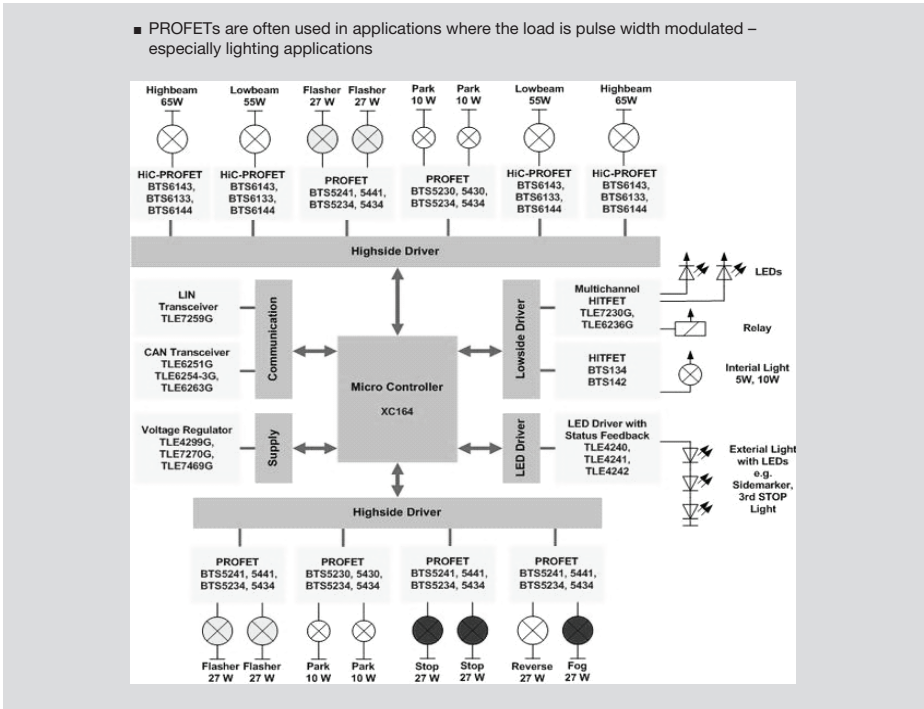 ■ PROFETs are often used in applications where the load is pulse width modulated –
especially lighting applications
Highbeam
65W
Lowbeam
55W
Flasher
27 W
Flasher
27 W
Park
10 W
Park
10 W
Lowbeam
55W
Highbeam
65W
HiC-PROFET
BTS6143,
BTS6133,
BTS6144
HiC-PROFET
BTS6143,
BTS6133,
BTS6144
PROFET
BTS5241, 5441,
BTS5234, 5434
PROFET
BTS5230, 5430,
BTS5234, 5434
HiC-PROFET
BTS6143,
BTS6133,
BTS6144
HiC-PROFET
BTS6143,
BTS6133,
BTS6144
Highside Driver
LIN
Transceiver
TLE7259G
CAN Transceiver
TLE6251G
TLE6254-3G,
TLE6263G
Communication
Voltage Regulator
TLE4299G,
TLE7270G,
TLE7469G
Supply
Micro Controller
XC164
Lowside Driver
Multichannel
HITFET
TLE7230G,
TLE6236G
HITFET
BTS134
BTS142
LED Driver
LED Driver with
Status Feedback
TLE4240,
TLE4241,
TLE4242
LEDs
Relay
Interial Light
5W, 10W
Exterial Light
with LEDs
e.g.
Sidemarker,
3rd STOP
Light
Highside Driver
PROFET
BTS5241, 5441,
BTS5234, 5434
PROFET
BTS5230, 5430,
BTS5234, 5434
PROFET
BTS5241, 5441,
BTS5234, 5434
PROFET
BTS5241, 5441,
BTS5234, 5434
Flasher
27 W
Flasher
27 W
Park
10 W
Park
10 W
Stop
27 W
Stop
27 W
Reverse
27 W
Fog
27 W